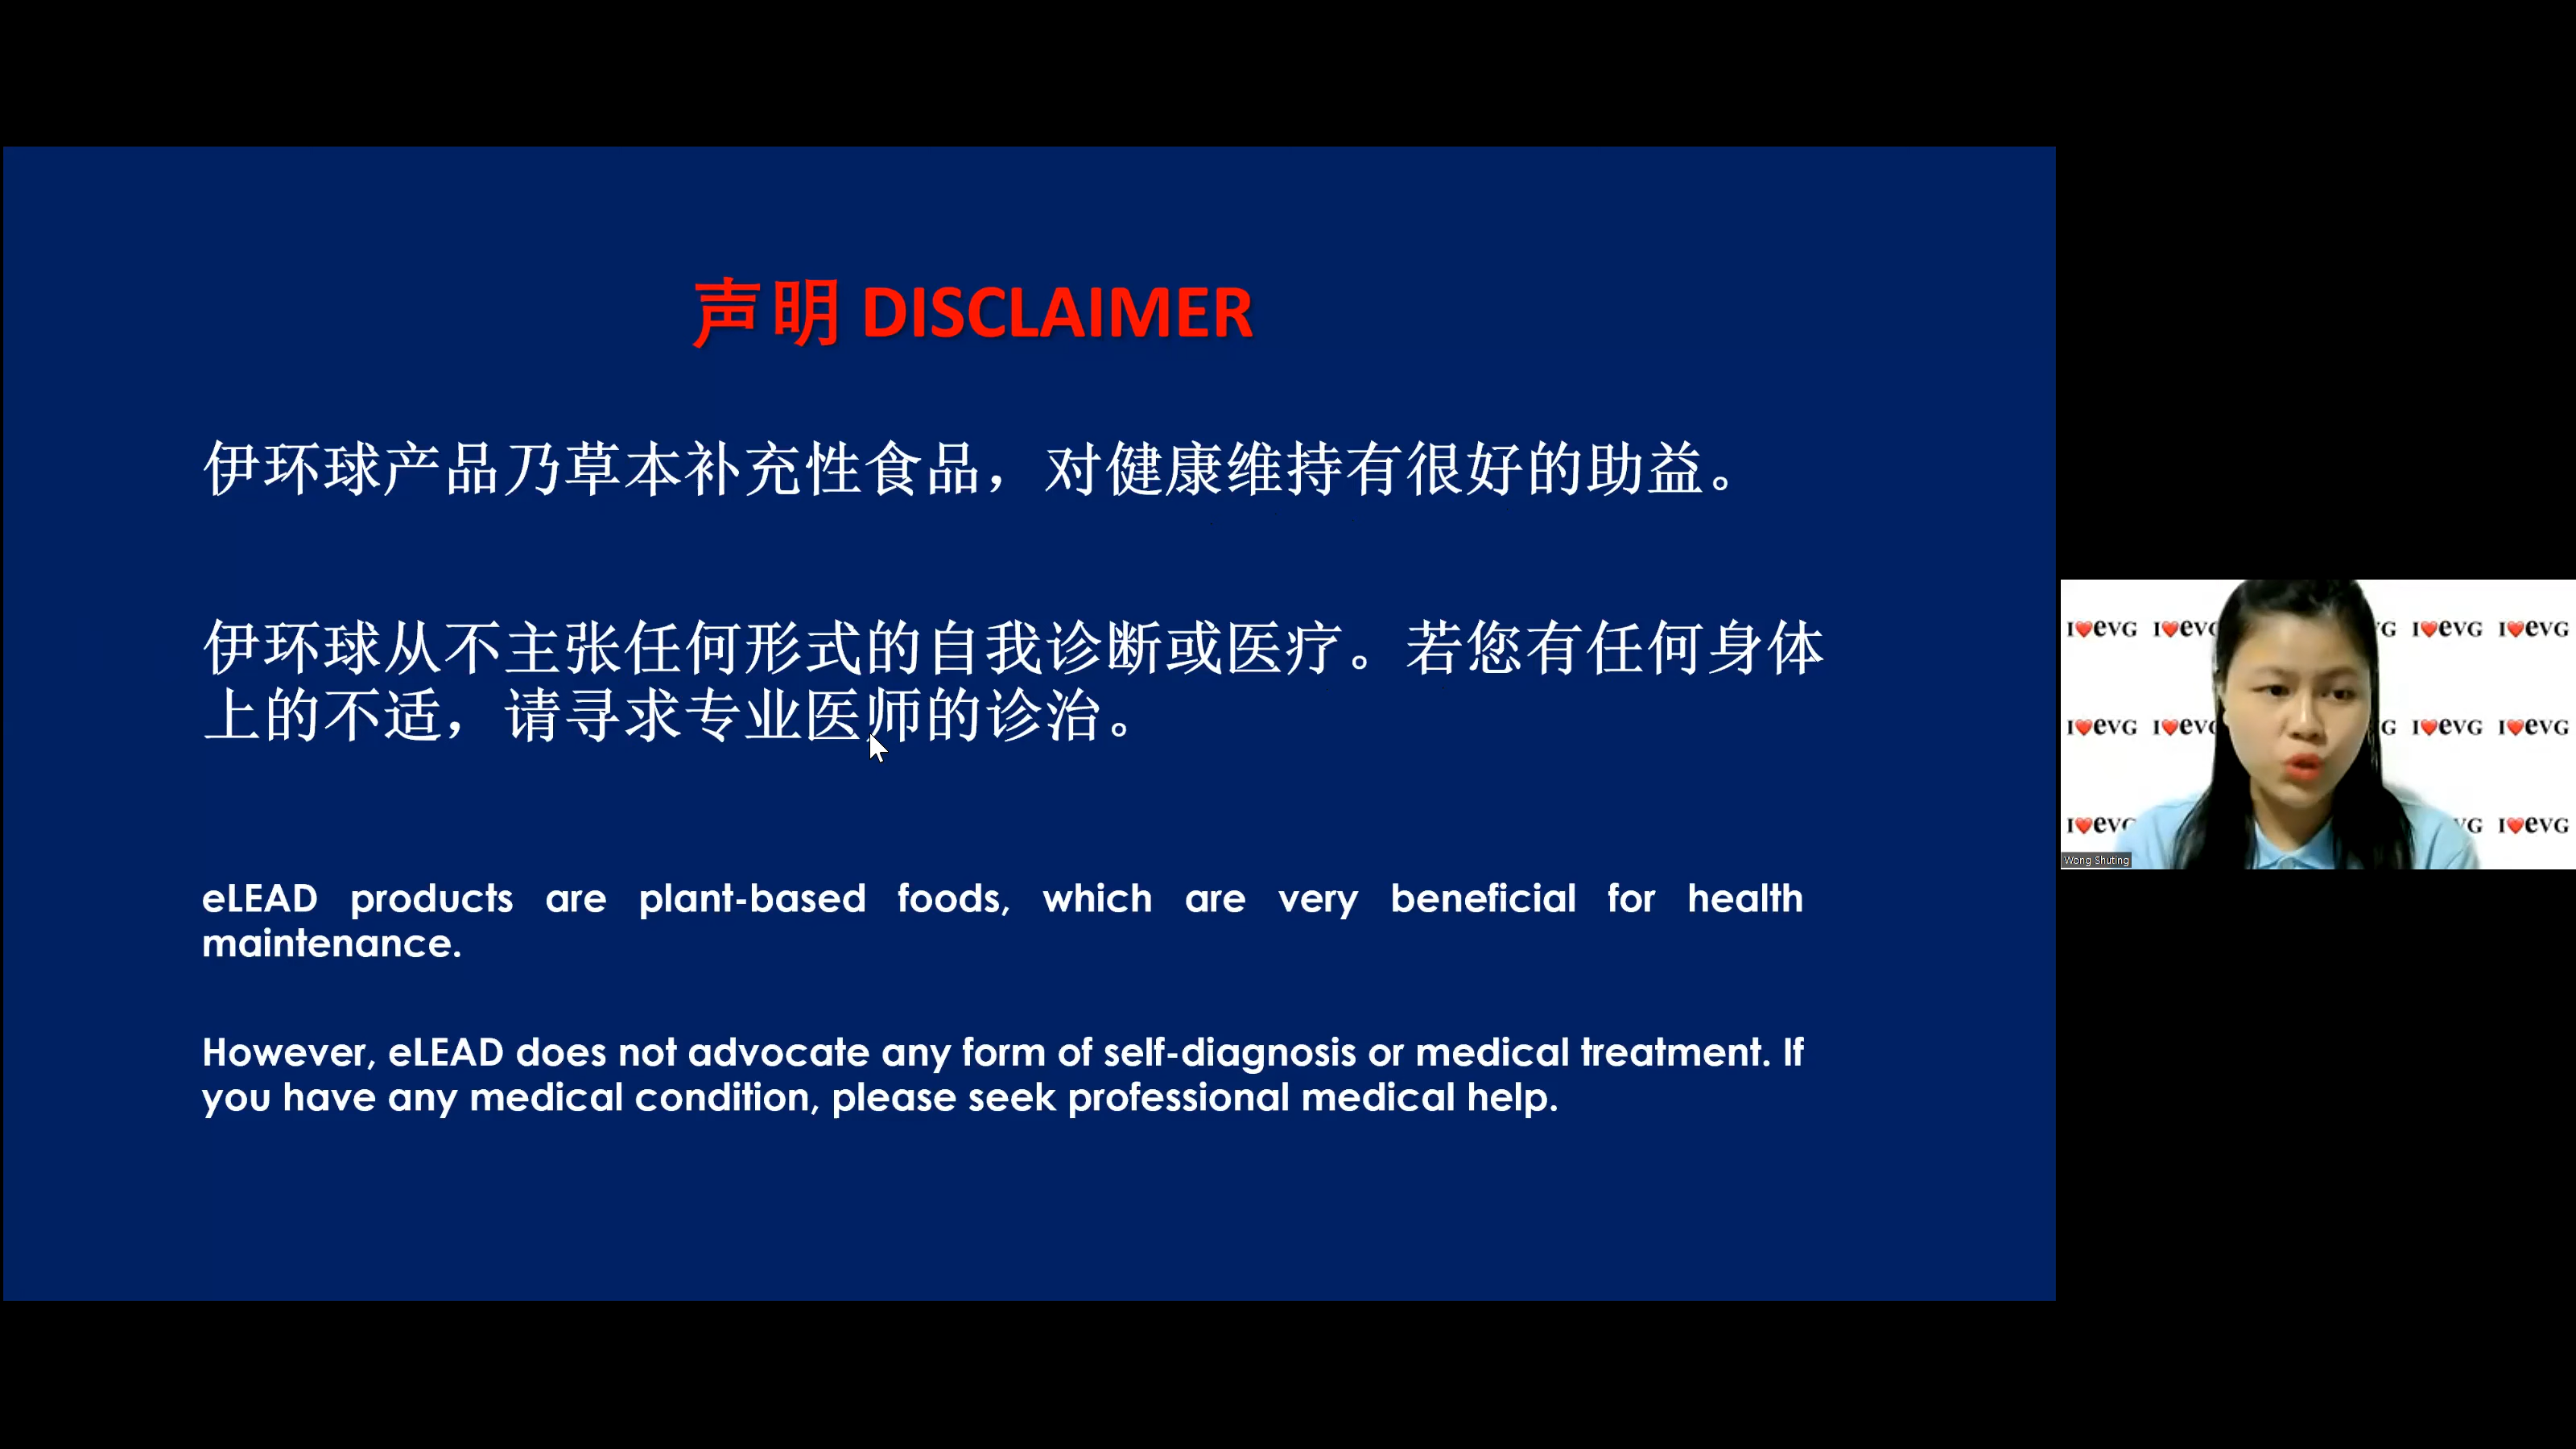 声明 DISCLAIMER
伊环球产品乃草本补充性食品，对健康维持有很好的助益。
伊环球从不主张任何形式的自我诊断或医疗。若您有任何身体
上的不适，请寻求专业医师的诊治。
eLEAD products are plant-based foods, which are very beneficial for health
maintenance.
However, eLEAD does not advocate any form of self-diagnosis or medical treatment. If
you have any medical condition, please seek professional medical help.
I❤evG I❤evG G I❤evG I❤evG
I❤evG I❤evG G I❤evG I❤evG
I❤evG I❤evG vG I❤evG
Wong Shuting